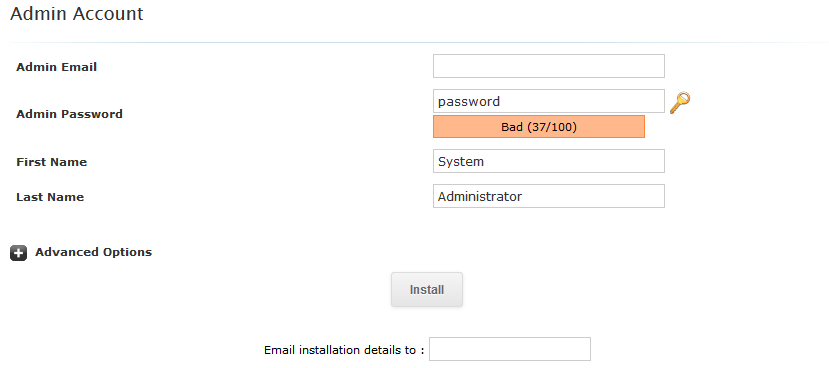 Admin Account
Admin Email
Admin Password password
Bad (37/100)
First Name System
Last Name Administrator
Advanced Options
Install
Email installation details to :